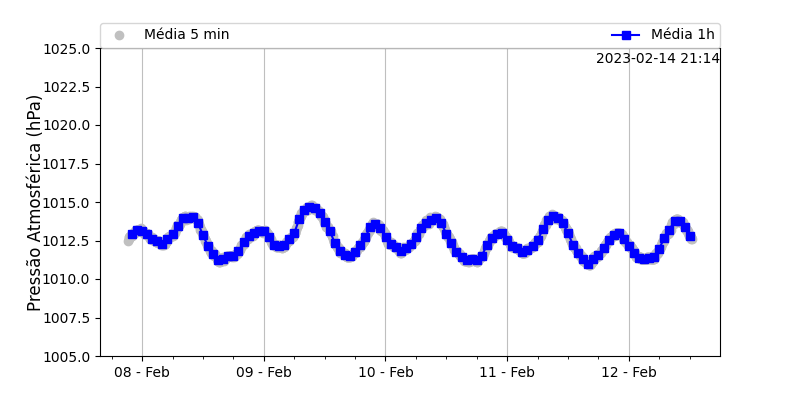 Média 5 min
Média 1h
2023-02-14 21:14
Pressão Atmosférica (hPa)
1025.0
1022.5
1020.0
1017.5
1015.0
1012.5
1010.0
1007.5
1005.0
08 - Feb
09 - Feb
10 - Feb
11 - Feb
12 - Feb